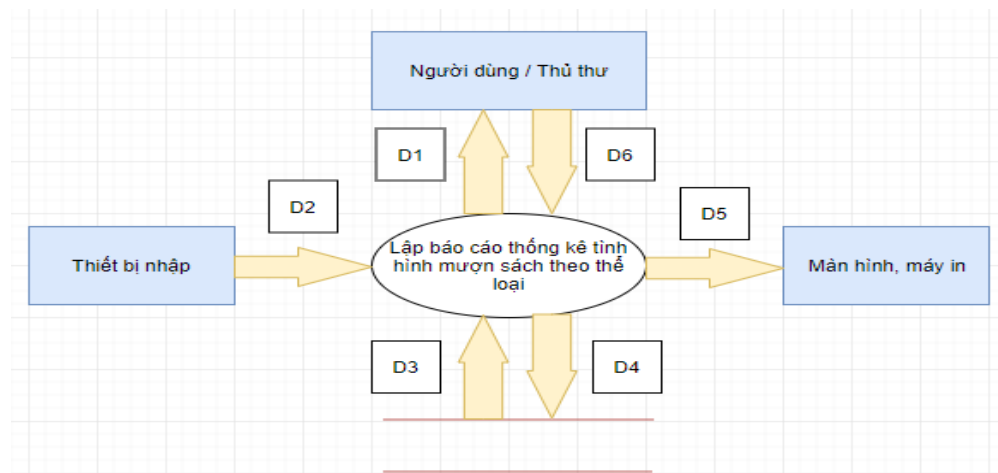 Người dùng / Thủ thư
D1
D6
D2
D5
Thiết bị nhập
Lập báo cáo thống kê tình
hình mượn sách theo thể
loại
Màn hình, máy in
D3
D4